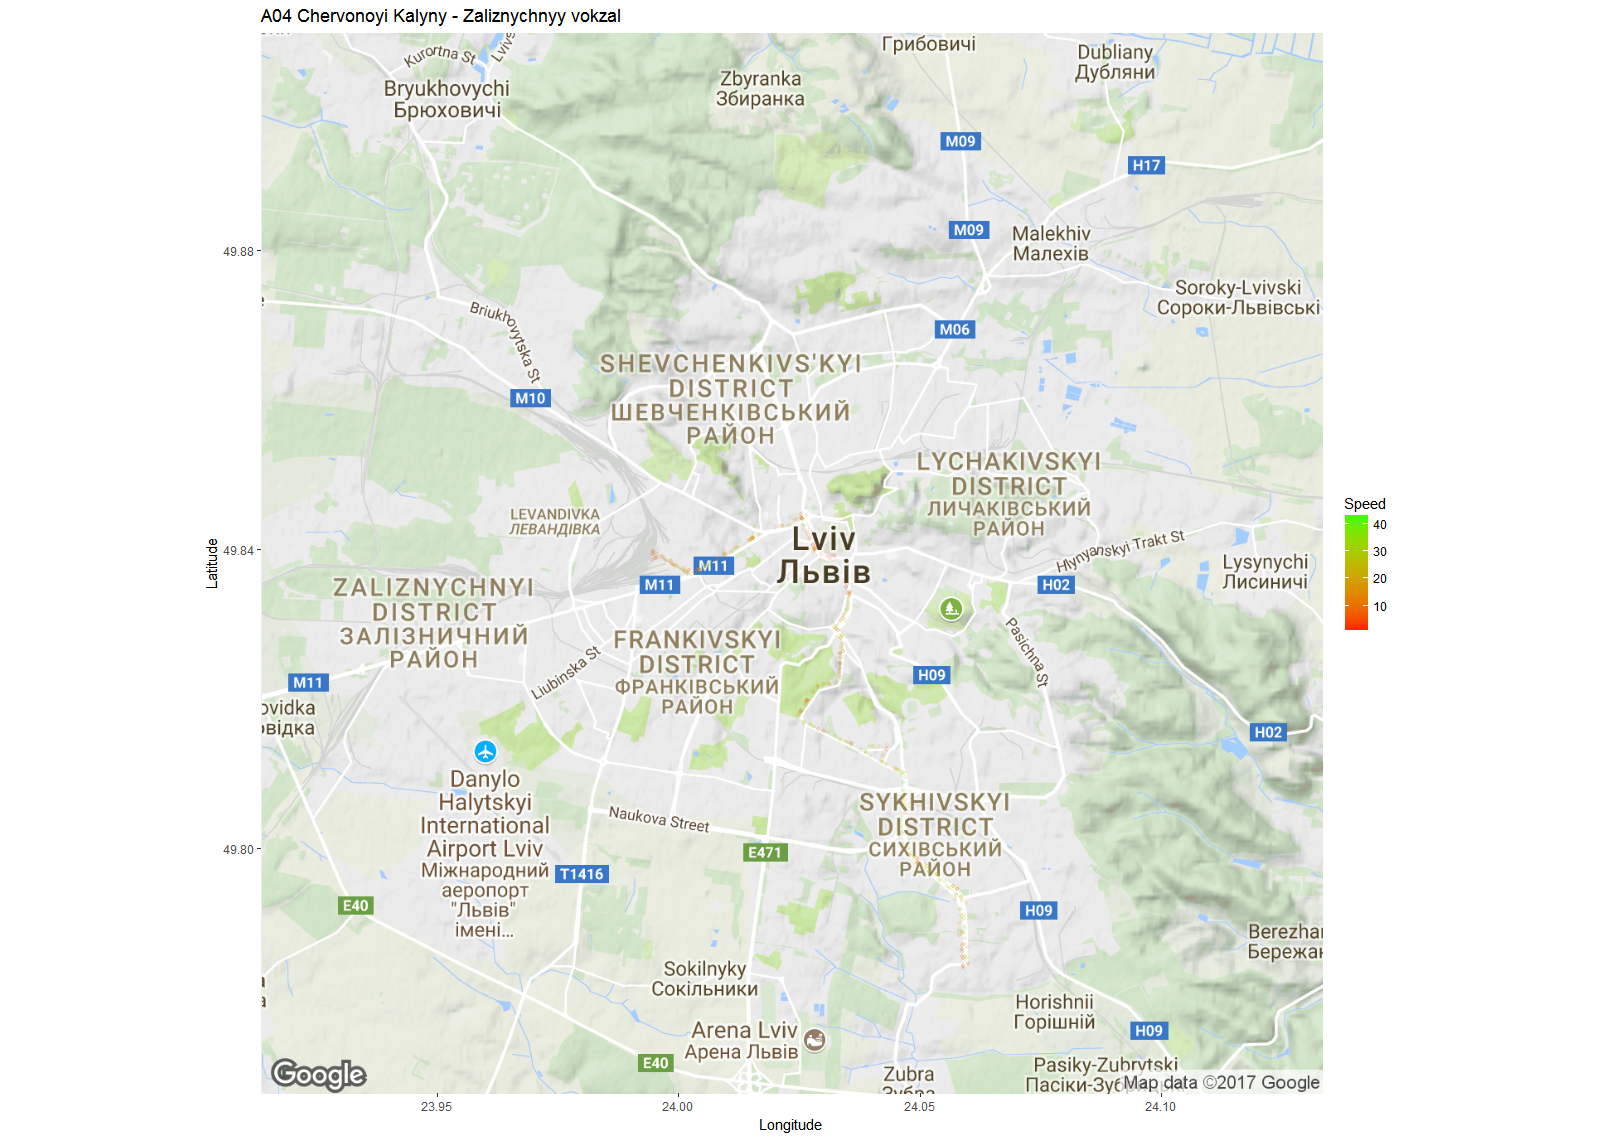 A04 Chervonoyi Kalyny - Zaliznychnyy vokzal
Kurortna St
Грибовичі
Dubliany
Дубляни
Bryukhovychi
Брюховичі
Zbyranka
Збиранка
M09
H17
M09
Malekhiv
Малехів
49.88
Soroky-Lvivski
Сороки-Львівські
Briukhovytska St
M06
SHEVCHENKIVS'KYI
DISTRICT
ШЕВЧЕНКІВСЬКИЙ
РАЙОН
M10
LYCHAKIVSKYI
DISTRICT
ЛИЧАКІВСЬКИЙ
РАЙОН
LEVANDIVKA
ЛЕВАНДІВКА
Speed
40
30
20
10
Lviv
Львів
Hlynyanskyi Trakt St
49.84
Latitude
M11
M11
H02
Lysynychi
Лисиничі
ZALIZNYCHNYI
DISTRICT
ЗАЛІЗНИЧНИЙ
РАЙОН
FRANKIVSKYI
DISTRICT
ФРАНКІВСЬКИЙ
РАЙОН
Pasichna St
Liubinska St
H09
M11
ovidka
овідка
H02
Danylo
Halytskyi
International
Airport Lviv
Міжнародний
аеропорт
"Львів"
імені...
SYKHIVSKYI
DISTRICT
СИХІВСЬКИЙ
РАЙОН
Naukova Street
49.80
E471
T1416
E40
H09
Berezhan
Бережан
Sokilnyky
Сокільники
Horishnii
Горішній
Arena Lviv
Арена Львів
H09
E40
Zubra
Зубра
Pasiky-Zubrytski
Пасіки-Зуб
Google
Map data ©2017 Google
23.95
24.00
24.05
24.10
Longitude